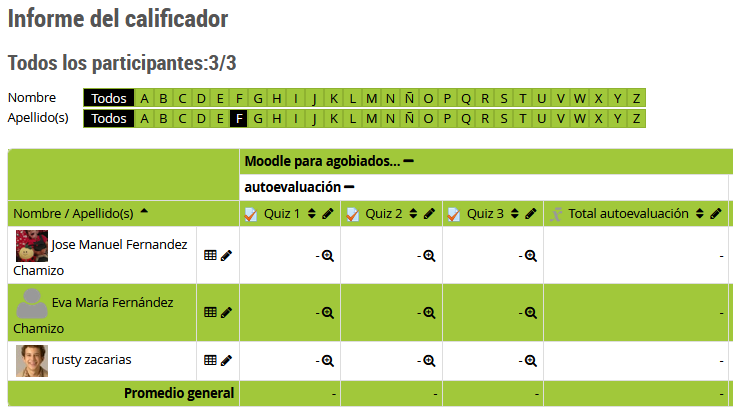 Informe del calificador
Todos los participantes:3/3
Nombre Todos A B C D E F G H I J K L M N Ñ O P Q R S T U V W X Y Z
Apellido(s) Todos A B C D E F G H I J K L M N Ñ O P Q R S T U V W X Y Z
Moodle para agobiados...
autoevaluación
Nombre / Apellido(s) Quiz 1 Quiz 2 Quiz 3 Total autoevaluación
Jose Manuel Fernandez
Chamizo - - - -
Eva María Fernández
Chamizo - - - -
rusty zacarias - - - -
Promedio general - - - -